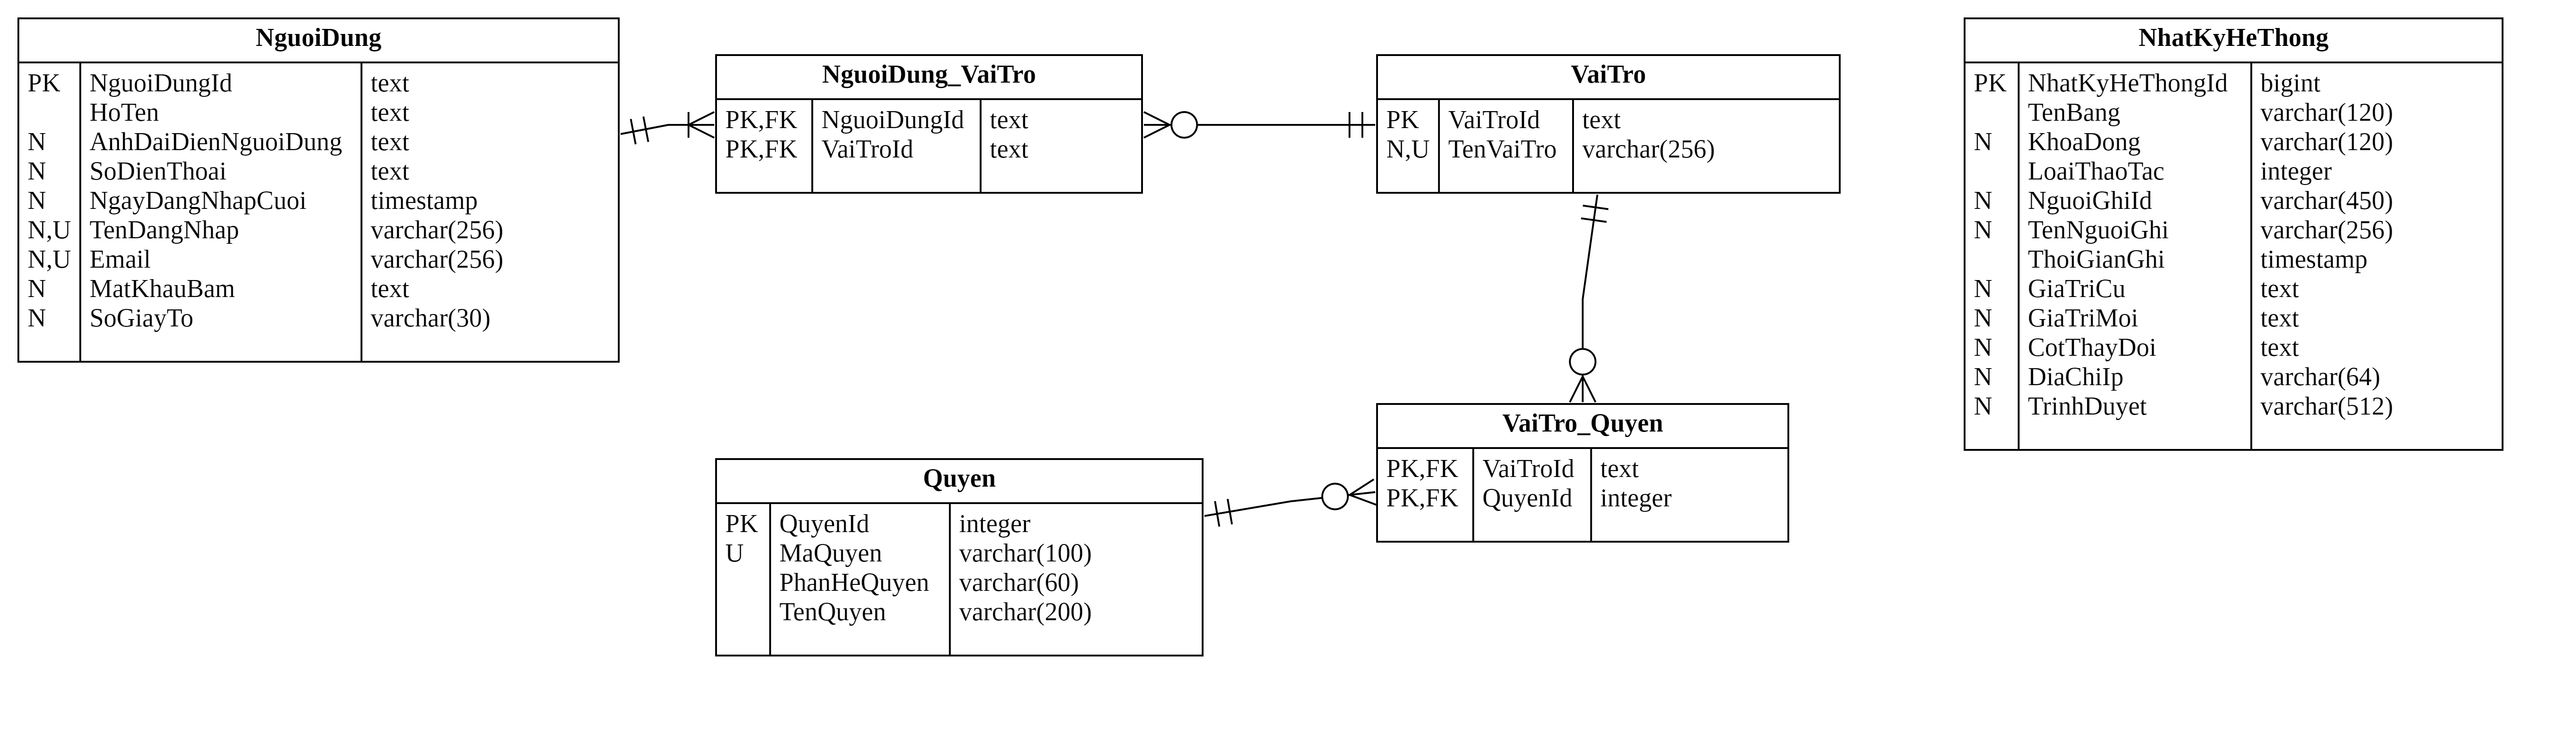 NguoiDung
PK NguoiDungId text
HoTen text
N AnhDaiDienNguoiDung text
N SoDienThoai text
N NgayDangNhapCuoi timestamp
N,U TenDangNhap varchar(256)
N,U Email varchar(256)
N MatKhauBam text
N SoGiayTo varchar(30)
NguoiDung_VaiTro
PK,FK NguoiDungId text
PK,FK VaiTroId text
VaiTro
PK VaiTroId text
N,U TenVaiTro varchar(256)
NhatKyHeThong
PK NhatKyHeThongId bigint
TenBang varchar(120)
N KhoaDong varchar(120)
LoaiThaoTac integer
N NguoiGhiId varchar(450)
N TenNguoiGhi varchar(256)
ThoiGianGhi timestamp
N GiaTriCu text
N GiaTriMoi text
N CotThayDoi text
N DiaChiIp varchar(64)
N TrinhDuyet varchar(512)
Quyen
PK QuyenId integer
U MaQuyen varchar(100)
PhanHeQuyen varchar(60)
TenQuyen varchar(200)
VaiTro_Quyen
PK,FK VaiTroId text
PK,FK QuyenId integer